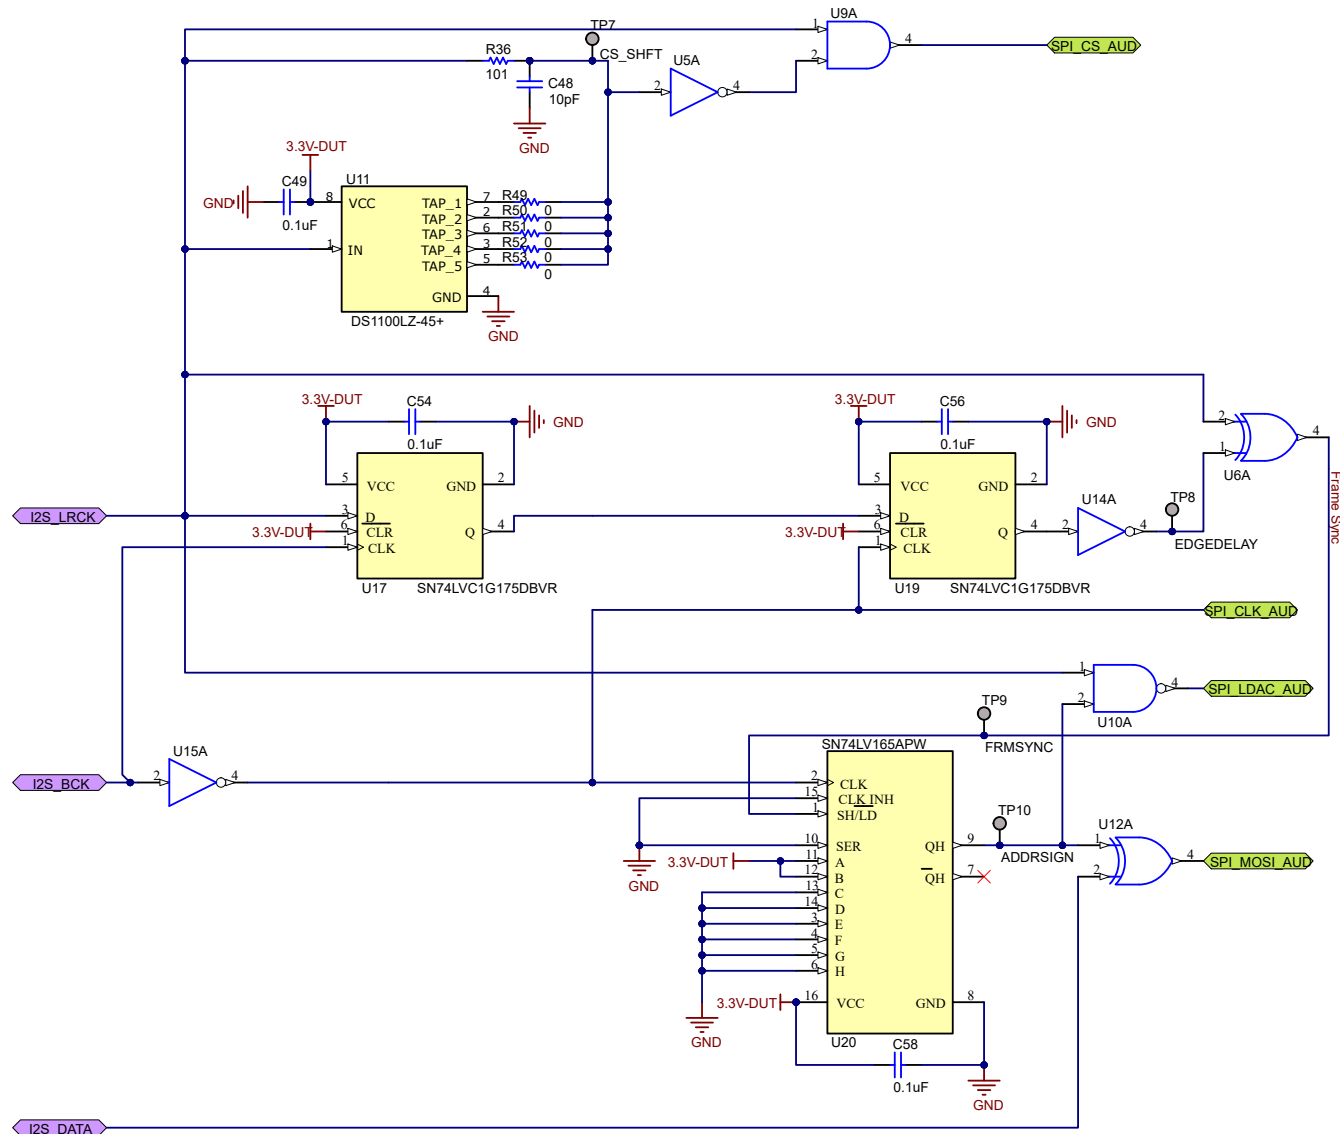 U9A
1
2
4
SPI_CS_AUD
TP7
CS_SHFT
R36
101
C48
10pF
GND
U5A
2
4
3.3V-DUT
C49
GND
0.1uF
U11
8
VCC
1
IN
TAP_1
7
TAP_2
2
TAP_3
6
TAP_4
3
TAP_5
5
GND
4
R49
0
R50
0
R51
0
R52
0
R53
0
GND
DS1100LZ-45+
3.3V-DUT
C54
0.1uF
GND
5
VCC
GND
2
3
D
3.3V-DUT
6
CLR
Q
4
1
CLK
U17
SN74LVC1G175DBVR
3.3V-DUT
C56
0.1uF
GND
5
VCC
GND
2
3
D
3.3V-DUT
6
CLR
Q
4
1
CLK
U19
SN74LVC1G175DBVR
U14A
2
4
TP8
EDGEDELAY
2
1
4
U6A
Frame Sync
I2S_LRCK
SPI_CLK_AUD
1
2
4
SPI_LDAC_AUD
U10A
TP9
FRMSYNC
I2S_BCK
U15A
2
4
SN74LV165APW
2
CLK
15
CLK INH
1
SH/LD
10
SER
GND
3.3V-DUT
11
A
12
B
13
C
14
D
3
E
4
F
5
G
6
H
QH
9
QH
7
TP10
ADDRSIGN
U12A
1
2
4
SPI_MOSI_AUD
3.3V-DUT
16
VCC
GND
8
GND
U20
C58
0.1uF
GND
I2S_DATA